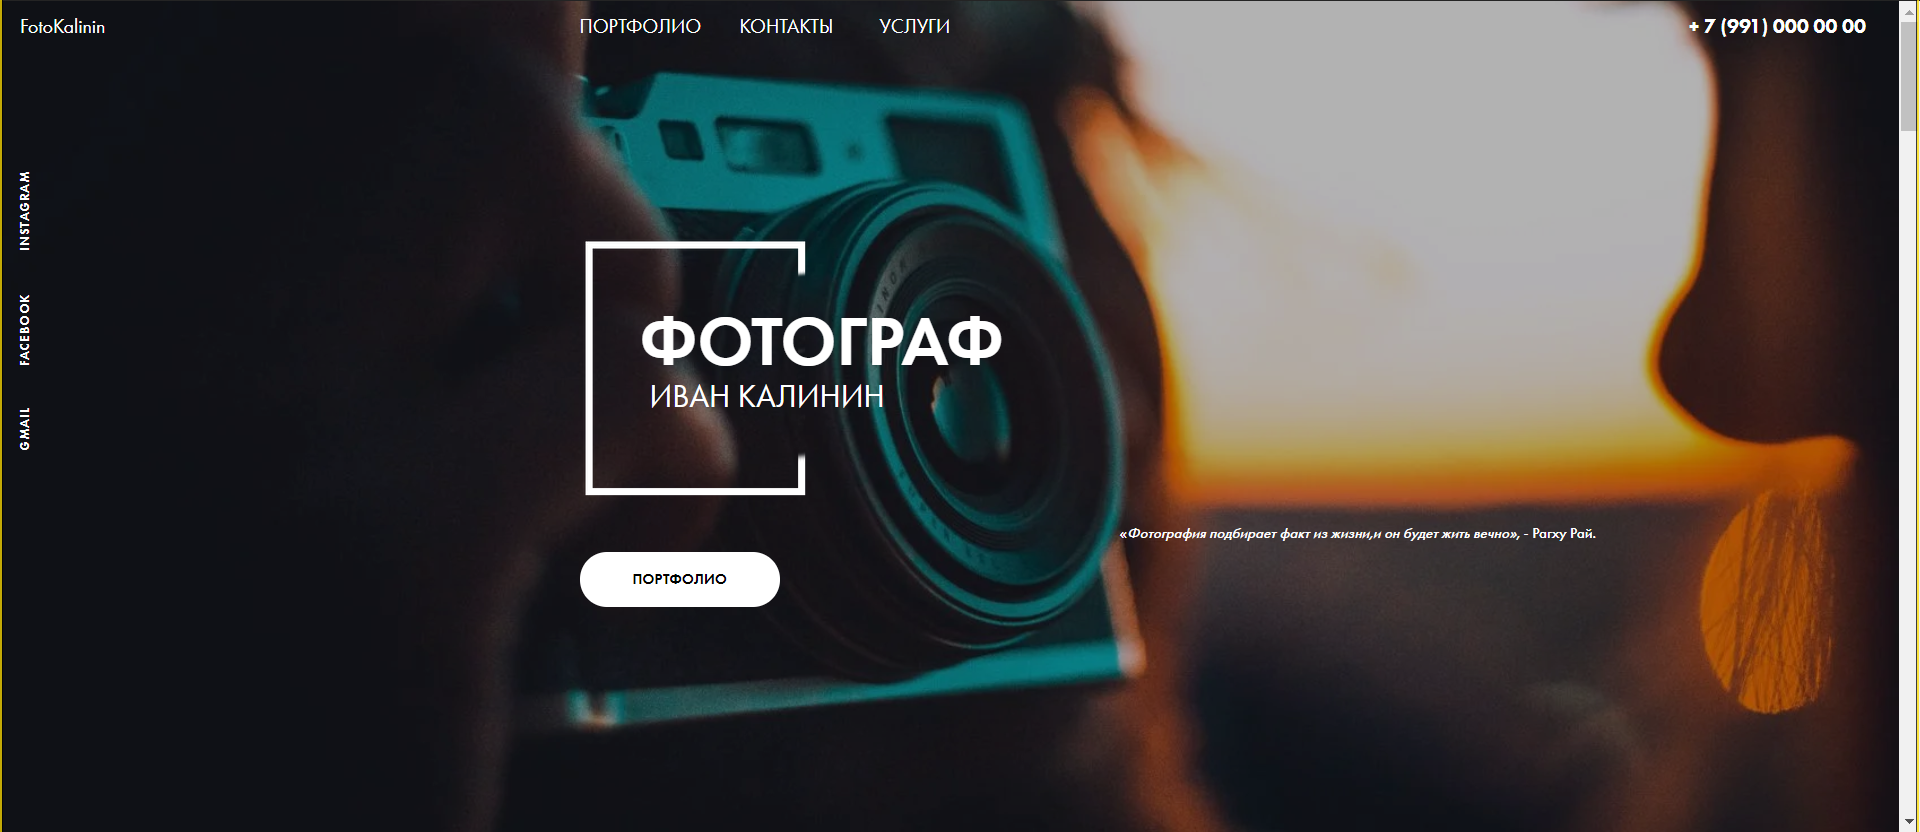 FotoKalinin
ПОРТФОЛИО КОНТАКТЫ УСЛУГИ
+ 7 (991) 000 00 00
INSTAGRAM
FACEBOOK
GMAIL
ФОТОГРАФ
ИВАН КАЛИНИН
«Фотография подбирает факт из жизни,и он будет жить вечно», - Рагху Рай.
ПОРТФОЛИО